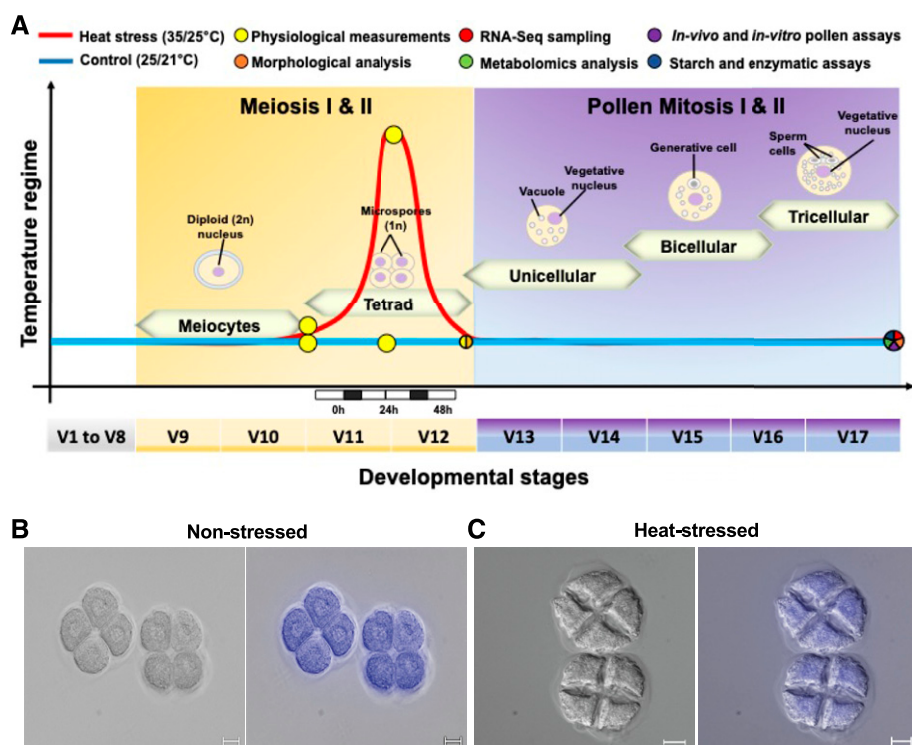 A
Heat stress (35/25°C)
Physiological measurements
RNA-Seq sampling
In-vivo and in-vitro pollen assays
Control (25/21°C)
Morphological analysis
Metabolomics analysis
Starch and enzymatic assays
Temperature regime
Meiosis I & II
Pollen Mitosis I & II
Diploid (2n)
nucleus
Microspores
(1n)
Vacuole
Vegetative
nucleus
Generative cell
Sperm
cells
Vegetative
nucleus
Meiocytes
Tetrad
Unicellular
Bicellular
Tricellular
0h 24h 48h
V1 to V8 V9 V10 V11 V12 V13 V14 V15 V16 V17
Developmental stages
B
Non-stressed
C
Heat-stressed